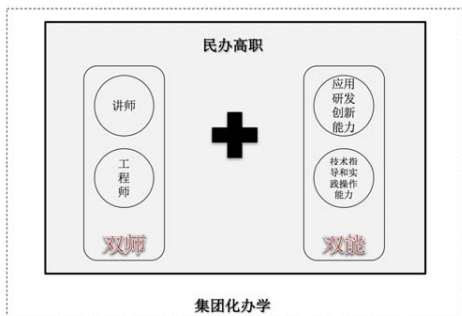 民办高职
讲师
工
程
师
双师
应用
研发
创新
能力
技术指
导和实
践操作
能力
双能
集团化办学